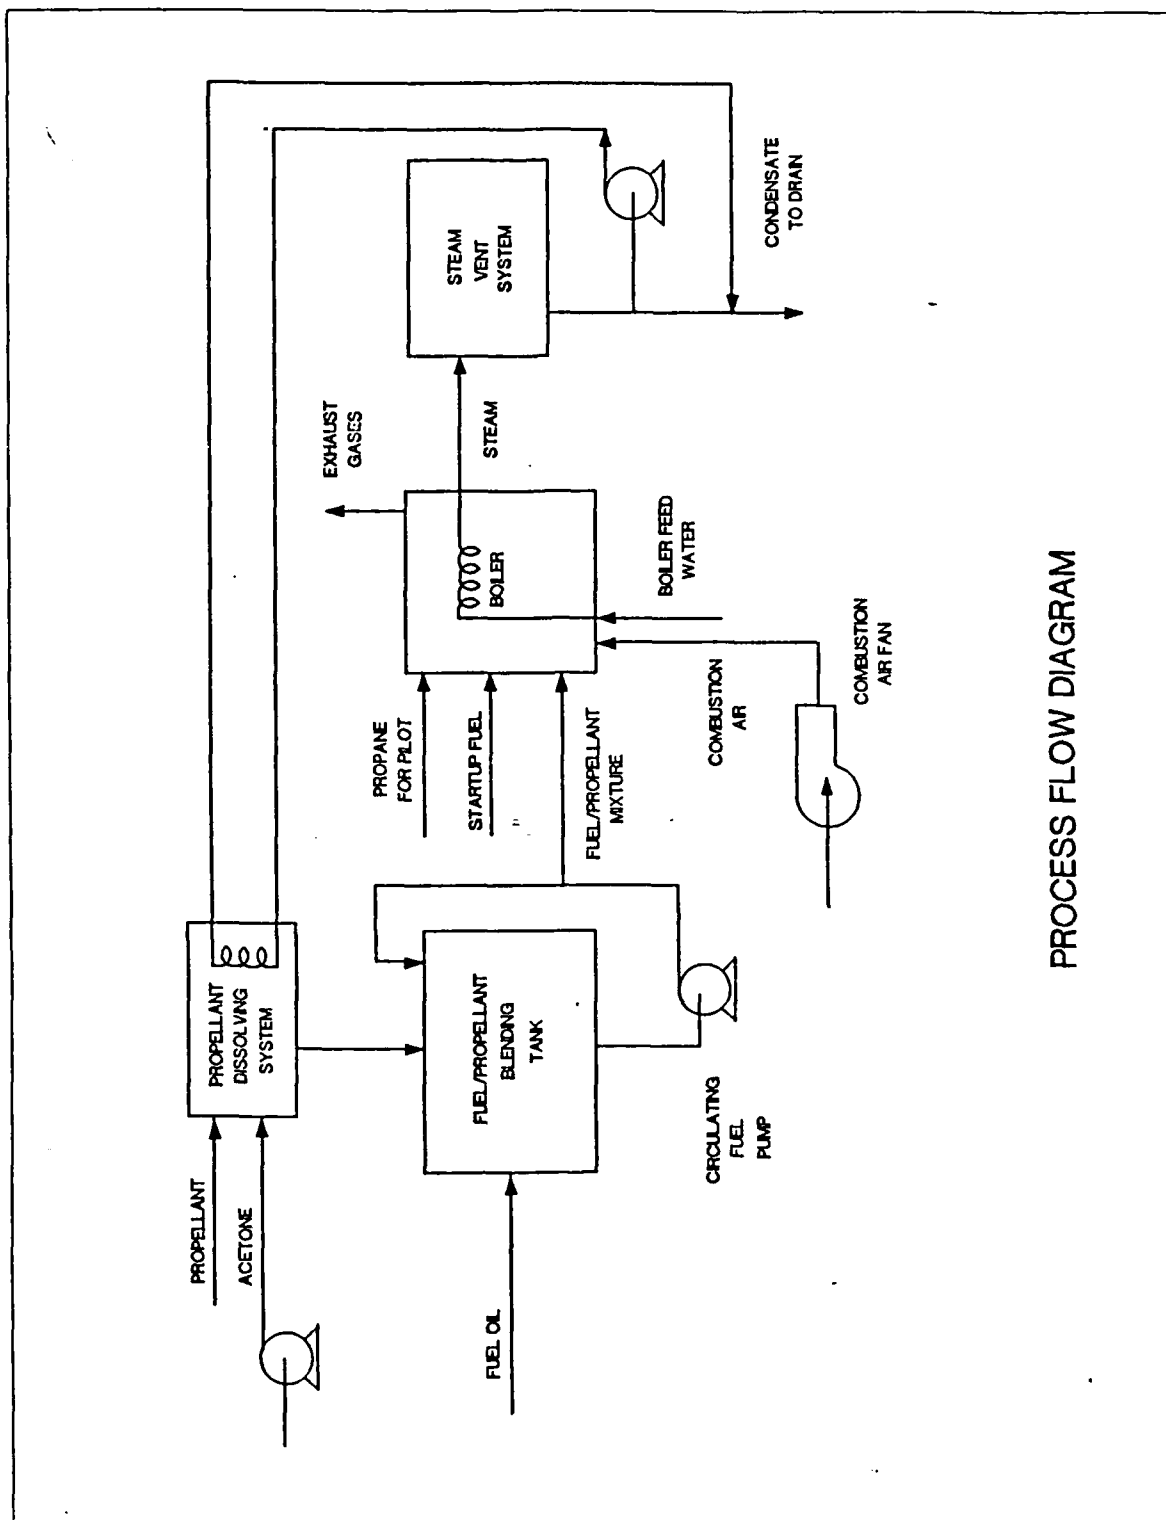 PROPELLANT
ACETONE
PROPELLANT
DISSOLVING
SYSTEM
FUEL OIL
FUEL/PROPELLANT
BLENDING
TANK
CIRCULATING
FUEL
PUMP
PROPANE
FOR PILOT
STARTUP FUEL
FUEL/PROPELLANT
MIXTURE
COMBUSTION
AIR
COMBUSTION
AIR FAN
BOILER
BOILER FEED
WATER
EXHAUST
GASES
STEAM
STEAM
VENT
SYSTEM
CONDENSATE
TO DRAIN
PROCESS FLOW DIAGRAM